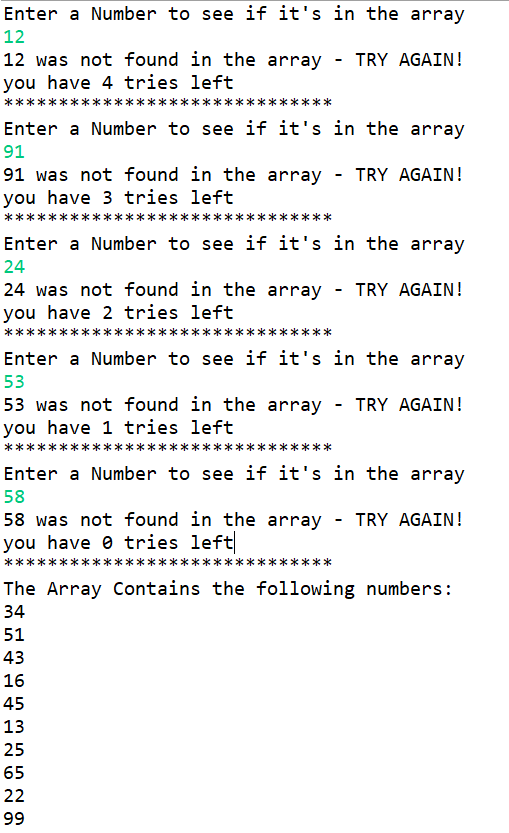 Enter a Number to see if it's in the array
12
12 was not found in the array - TRY AGAIN!
you have 4 tries left
******************************
Enter a Number to see if it's in the array
91
91 was not found in the array - TRY AGAIN!
you have 3 tries left
******************************
Enter a Number to see if it's in the array
24
24 was not found in the array - TRY AGAIN!
you have 2 tries left
******************************
Enter a Number to see if it's in the array
53
53 was not found in the array - TRY AGAIN!
you have 1 tries left
******************************
Enter a Number to see if it's in the array
58
58 was not found in the array - TRY AGAIN!
you have 0 tries left
******************************
The Array Contains the following numbers:
34
51
43
16
45
13
25
65
22
99